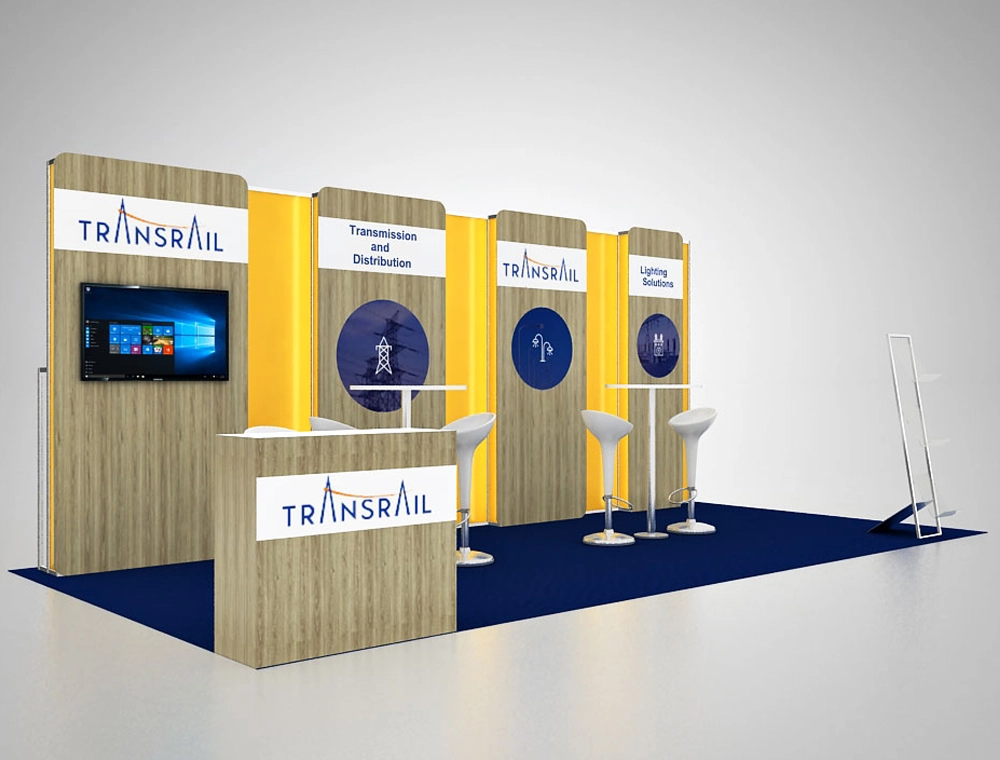 TRANSRAIL
Transmission
and
Distribution
TRANSRAIL
Lighting
Solutions
TRANSRAIL